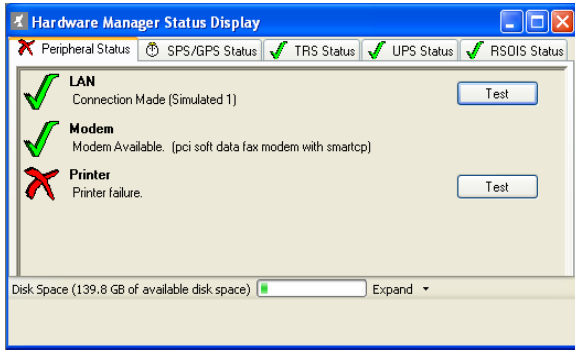 Hardware Manager Status Display
Peripheral Status SPS/GPS Status TRS Status UPS Status RSOIS Status
LAN
Connection Made (Simulated 1)
Test
Modem
Modem Available. (pci soft data fax modem with smartcp)
Printer
Printer failure.
Test
Disk Space (139.8 GB of available disk space) Expand